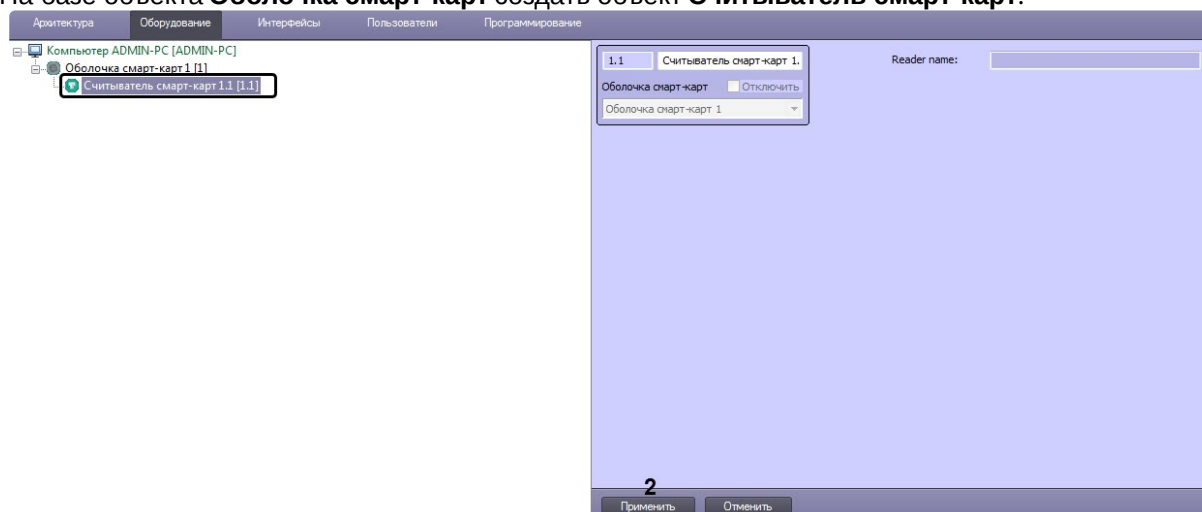 На базе объекта Оболочка смарт-карт создать объект Считыватель смарт-карт.
Архитектура Оборудование Интерфейсы Пользователи Программирование
Компьютер ADMIN-PC [ADMIN-PC]
Оболочка смарт-карт 1 [1]
Считыватель смарт-карт 1.1 [1.1]
1.1 Считыватель смарт-карт 1. Reader name:
Оболочка смарт-карт Отключить
Оболочка смарт-карт 1
2
Применить Отменить